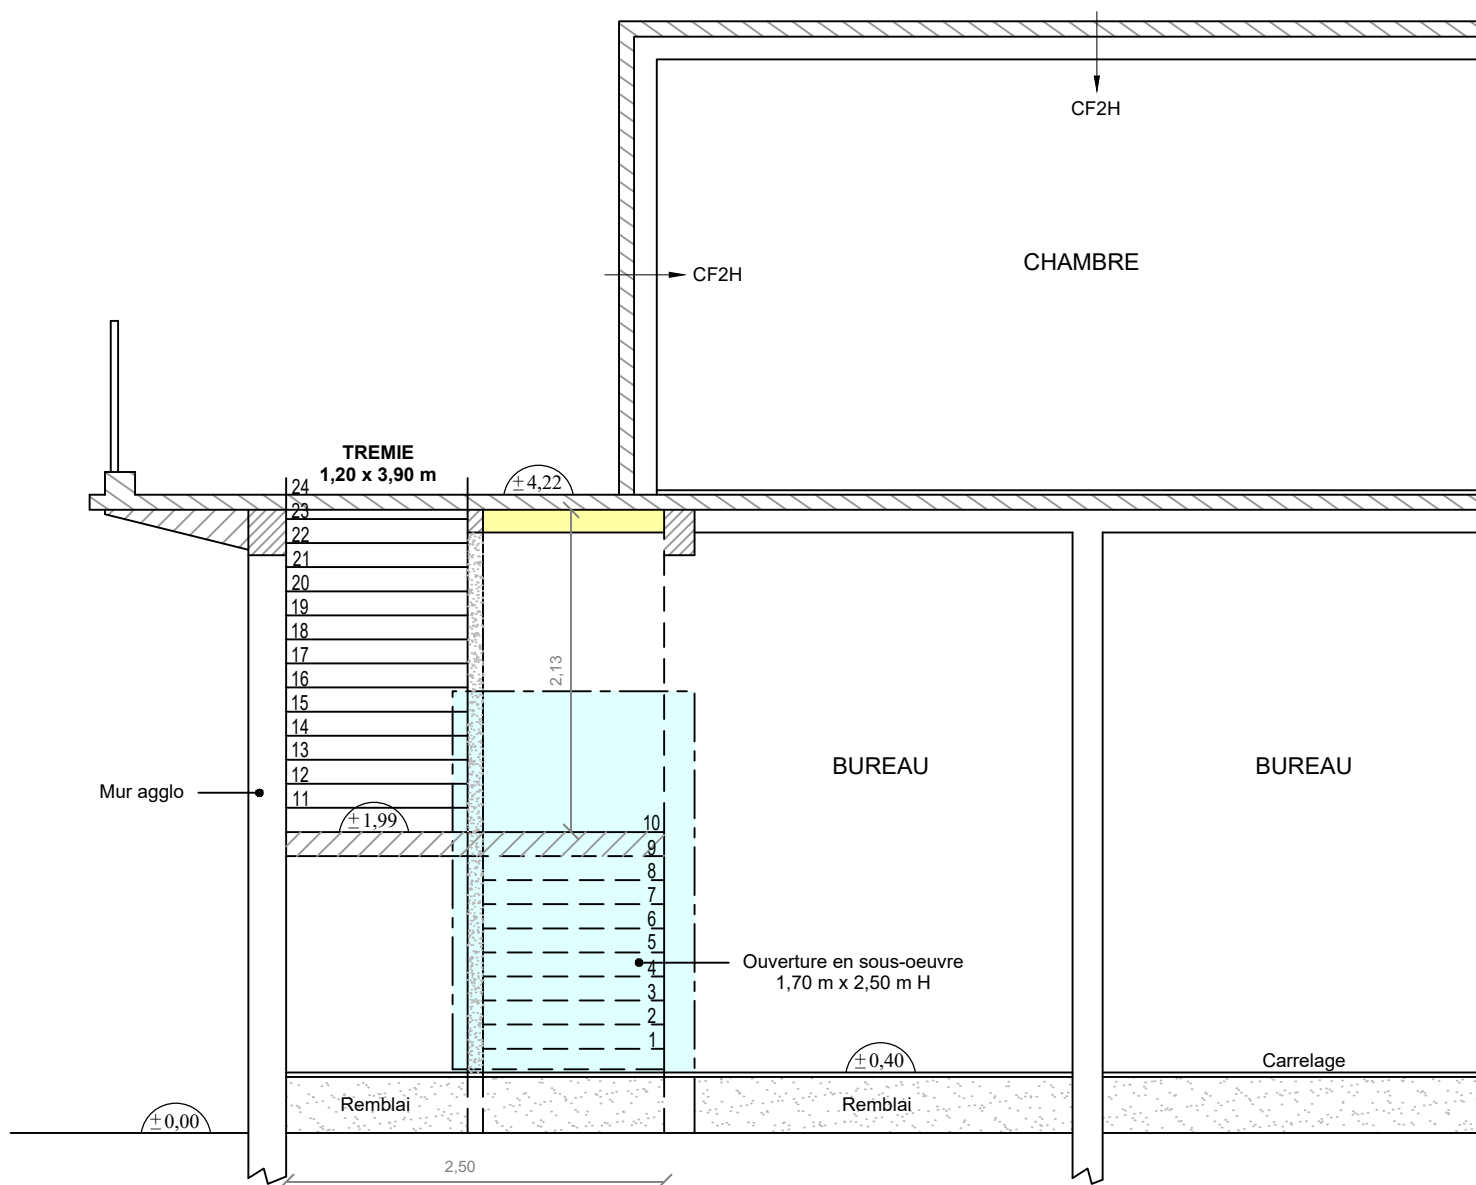 CF2H
CF2H
CHAMBRE
TREMIE
1,20 x 3,90 m
±4,22
24
23
22
21
20
19
18
17
16
15
14
13
12
11
2,13
BUREAU
BUREAU
Mur agglo
±1,99
10
9
8
7
6
5
4
3
2
1
Ouverture en sous-oeuvre
1,70 m x 2,50 m H
±0,40
Carrelage
Remblai
Remblai
±0,00
2,50